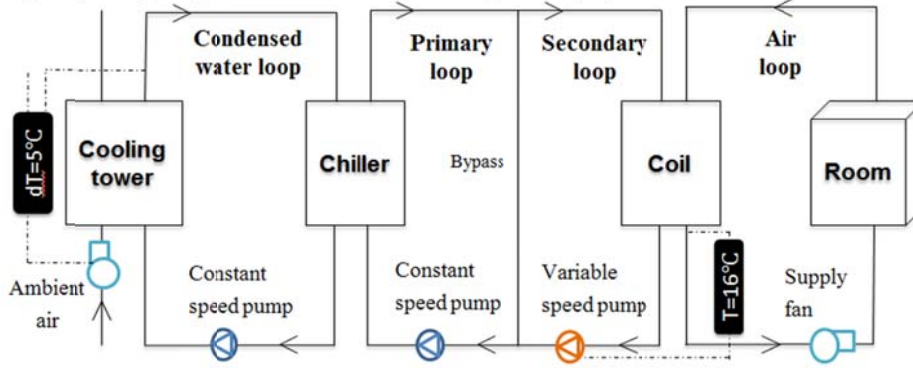 Condensed
water loop
Primary
loop
Secondary
loop
Air
loop
dT=5℃
Cooling
tower
Chiller
Bypass
Coil
Room
T=16℃
Ambient
air
Constant
speed pump
Constant
speed pump
Variable
speed pump
Supply
fan